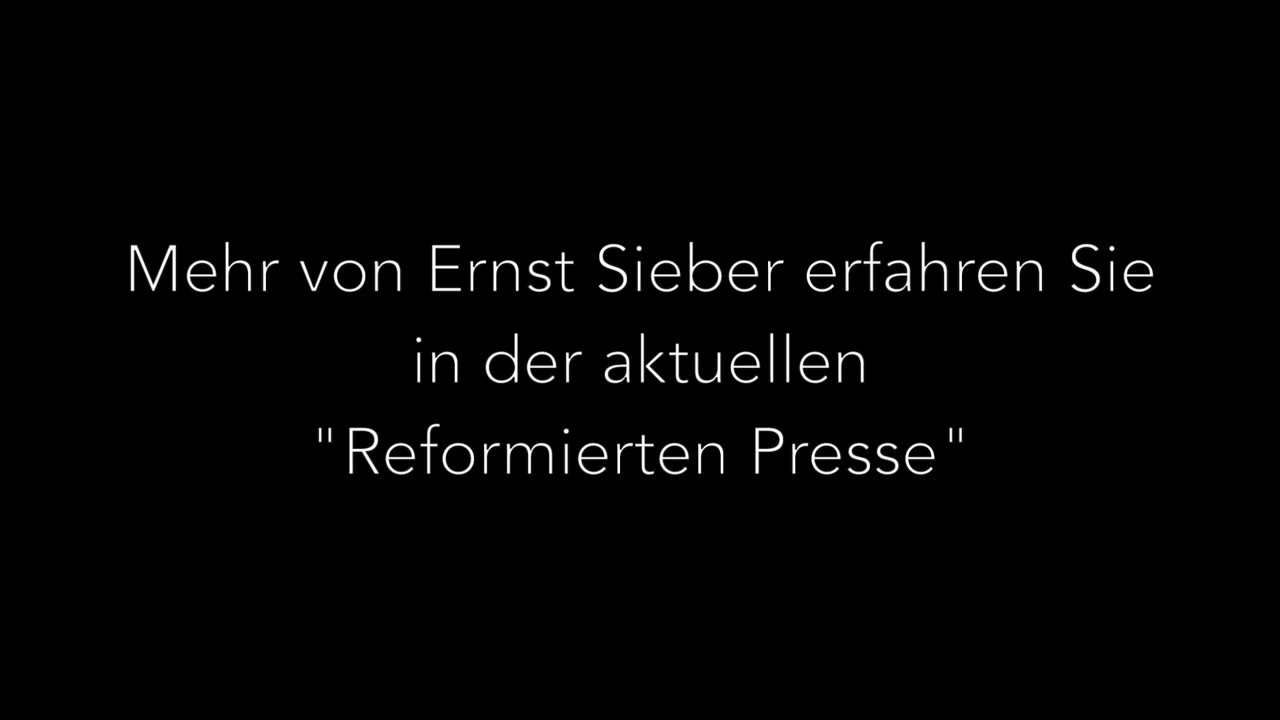 Mehr von Ernst Sieber erfahren Sie
in der aktuellen
"Reformierten Presse"